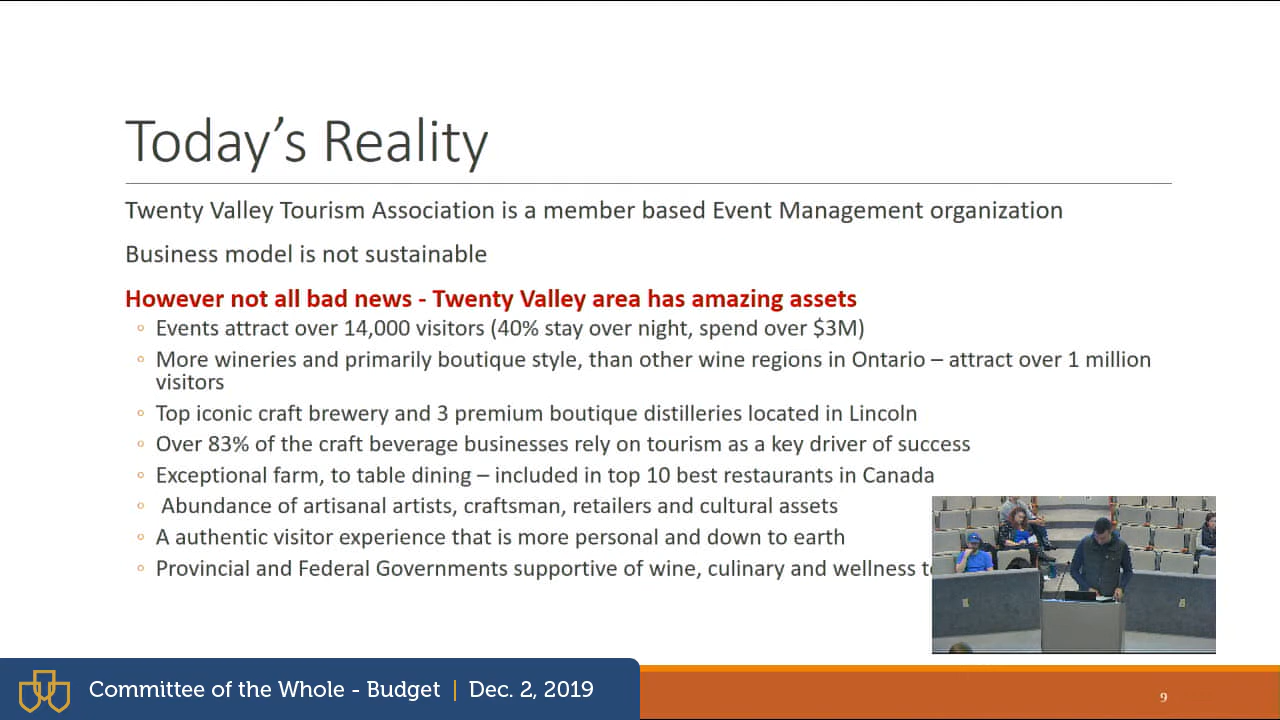 Today's Reality
Twenty Valley Tourism Association is a member based Event Management organization
Business model is not sustainable
However not all bad news - Twenty Valley area has amazing assets
◦ Events attract over 14,000 visitors (40% stay over night, spend over $3M)
◦ More wineries and primarily boutique style, than other wine regions in Ontario – attract over 1 million
visitors
◦ Top iconic craft brewery and 3 premium boutique distilleries located in Lincoln
◦ Over 83% of the craft beverage businesses rely on tourism as a key driver of success
◦ Exceptional farm, to table dining – included in top 10 best restaurants in Canada
◦ Abundance of artisanal artists, craftsman, retailers and cultural assets
◦ A authentic visitor experience that is more personal and down to earth
◦ Provincial and Federal Governments supportive of wine, culinary and wellness
Committee of the Whole - Budget | Dec. 2, 2019
9